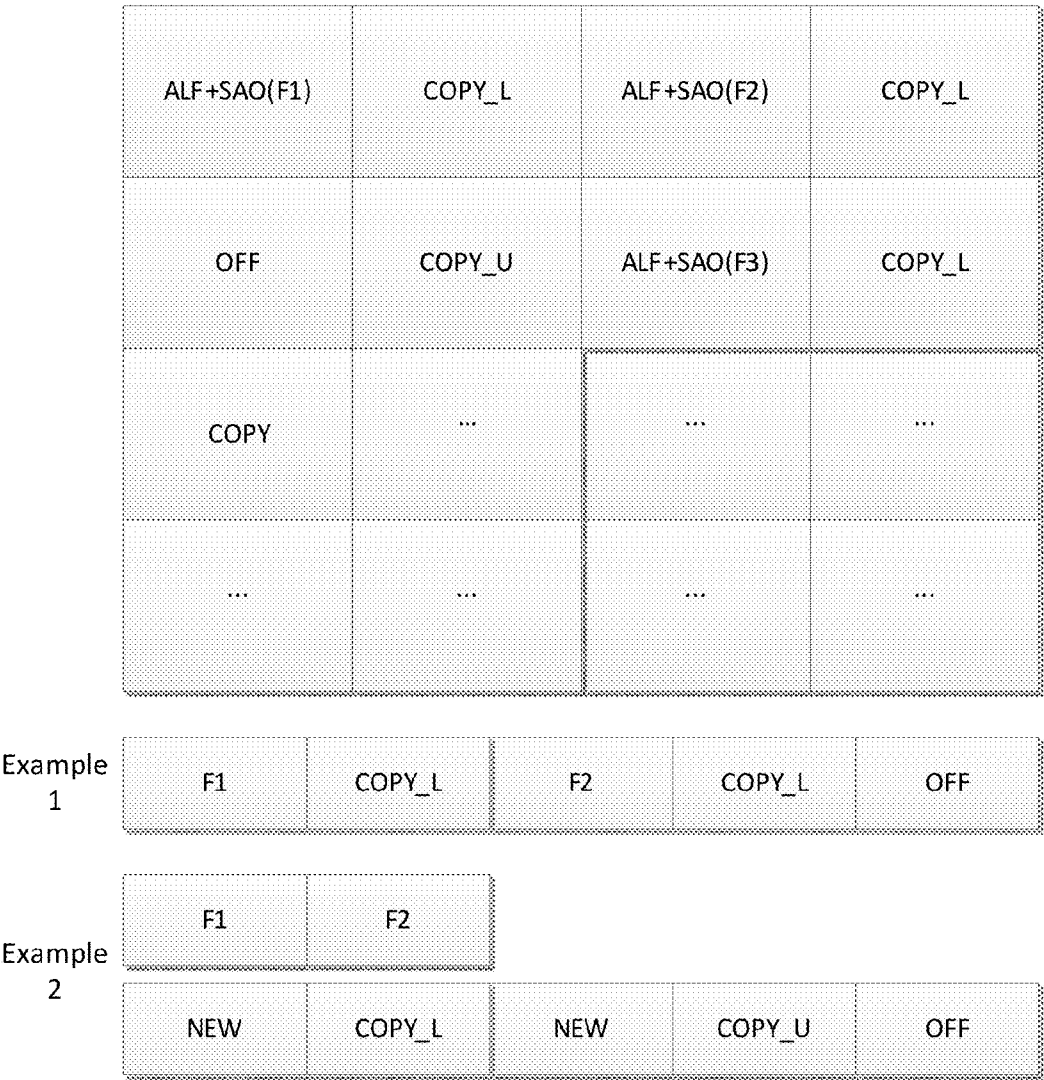 ALF+SAO(F1) COPY_L ALF+SAO(F2) COPY_L
OFF COPY_U ALF+SAO(F3) COPY_L
COPY ... ... ...
... ... ... ...
Example
1
F1 COPY_L F2 COPY_L OFF
Example
2
F1 F2
NEW COPY_L NEW COPY_U OFF